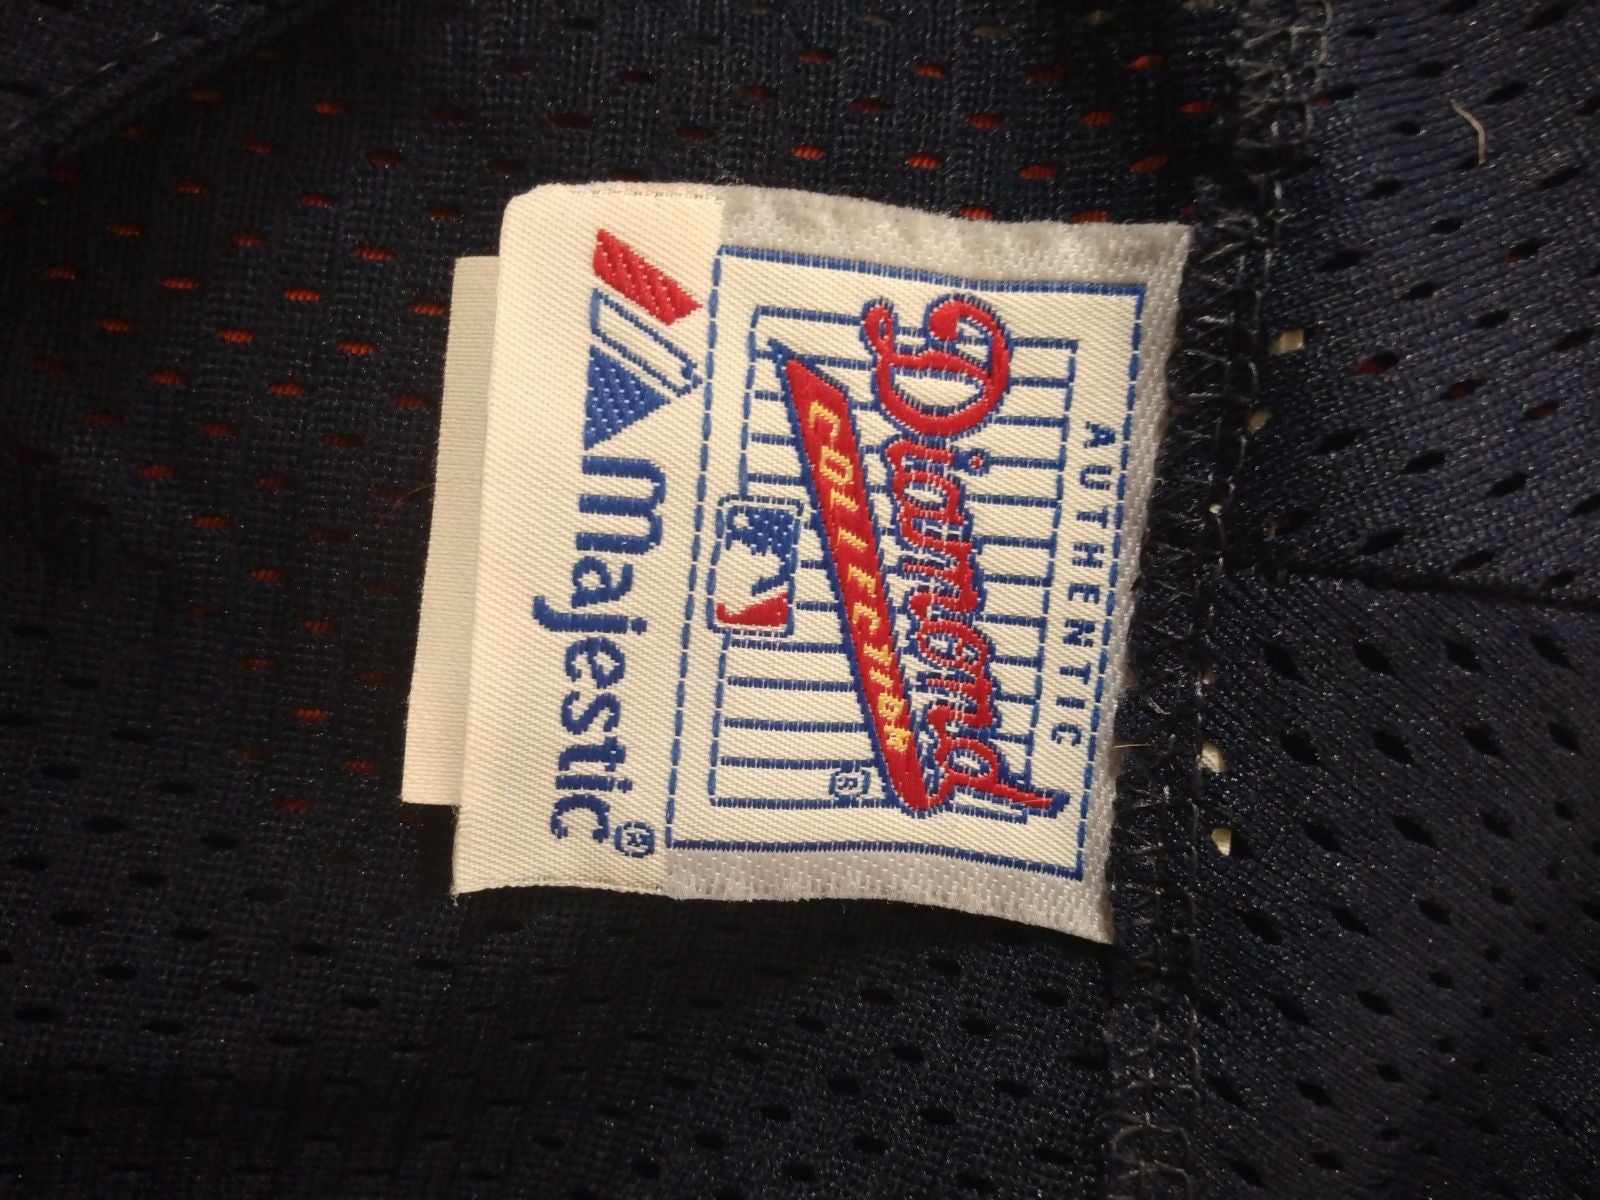 AUTHENTIC
Diamond
COLLECTION
®
majestic®